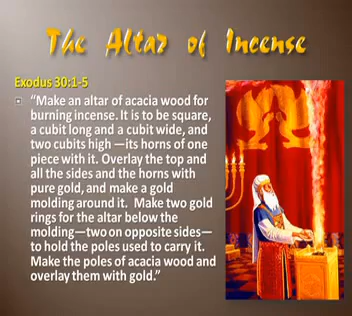 The Altar of Incense
Exodus 30:1-5
“Make an altar of acacia wood for
burning incense. It is to be square,
a cubit long and a cubit wide, and
two cubits high —its horns of one
piece with it. Overlay the top and
all the sides and the horns with
pure gold, and make a gold
molding around it.  Make two gold
rings for the altar below the
molding—two on opposite sides—
to hold the poles used to carry it.
Make the poles of acacia wood and
overlay them with gold.”